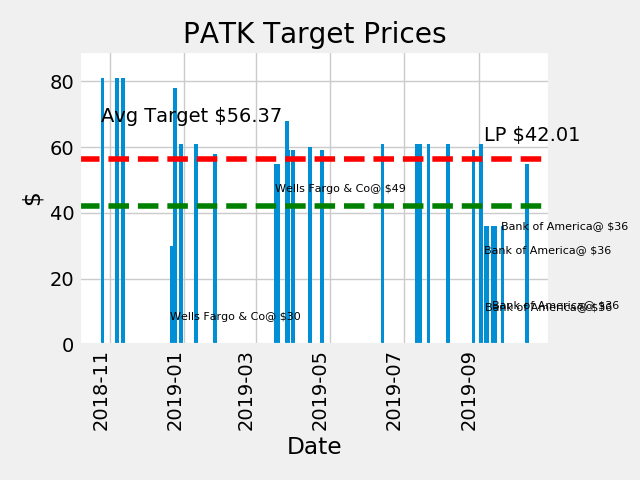 PATK Target Prices
80
60
40
20
0
$
Avg Target $56.37
LP $42.01
Wells Fargo & Co@ $49
Bank of America@ $36
Bank of America@ $36
Bank of America@ $36
Bank of America@ $36
Wells Fargo & Co@ $30
2018-11
2019-01
2019-03
2019-05
2019-07
2019-09
Date